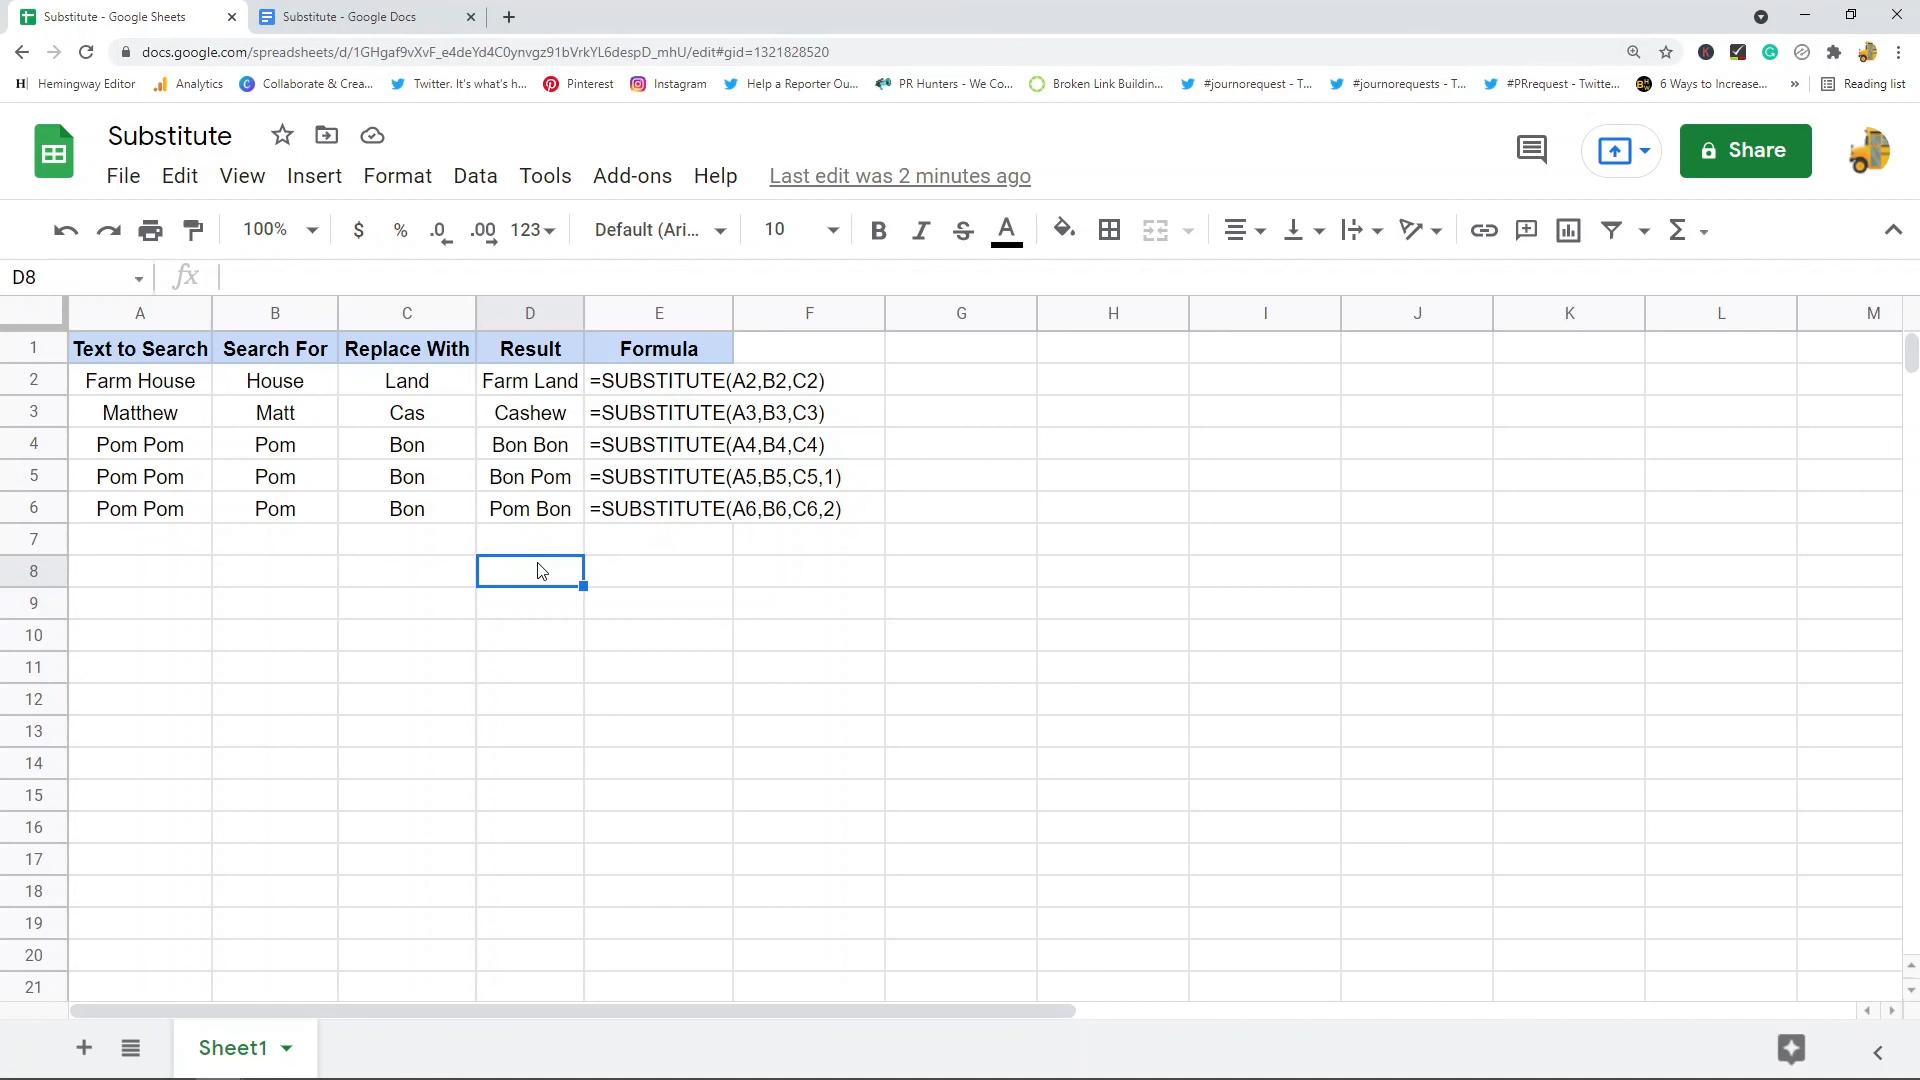 Substitute - Google Sheets
Substitute - Google Docs
docs.google.com/spreadsheets/d/1GHgaf9vXvF_e4deYd4C0ynvgz91bVrkYL6despD_mhU/edit#gid=1321828520
Hemingway Editor Analytics Collaborate & Crea... Twitter. It's what's h... Pinterest Instagram Help a Reporter Ou... PR Hunters - We Co... Broken Link Buildin... #journorequest - T... #journorequests - T... #PRrequest - Twitte... 6 Ways to Increase... » Reading list
Substitute
Share
File Edit View Insert Format Data Tools Add-ons Help Last edit was 2 minutes ago
100% $ % .0 .00 123 Default (Ari... 10 B I S A Σ
D8 fx
A B C D E F G H I J K L M
1 Text to Search Search For Replace With Result Formula
2 Farm House House Land Farm Land =SUBSTITUTE(A2,B2,C2)
3 Matthew Matt Cas Cashew =SUBSTITUTE(A3,B3,C3)
4 Pom Pom Pom Bon Bon Bon =SUBSTITUTE(A4,B4,C4)
5 Pom Pom Pom Bon Bon Pom =SUBSTITUTE(A5,B5,C5,1)
6 Pom Pom Pom Bon Pom Bon =SUBSTITUTE(A6,B6,C6,2)
7
8
9
10
11
12
13
14
15
16
17
18
19
20
21
Sheet1